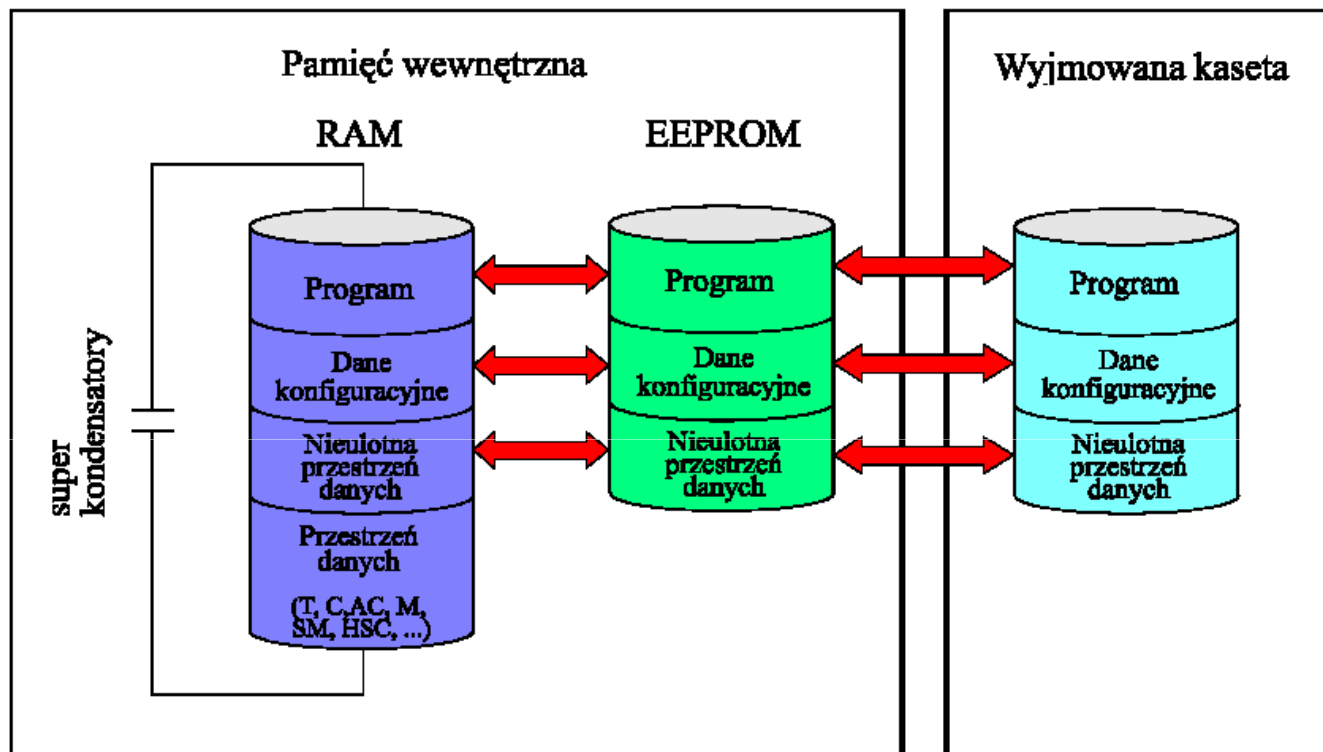 Pamięć wewnętrzna
Wyjmowana kaseta
RAM
EEPROM
super
kondensatory
Program
Dane
konfiguracyjne
Nieulotna
przestrzeń
danych
Przestrzeń
danych
(T, C,AC, M,
SM, HSC, ...)
Program
Dane
konfiguracyjne
Nieulotna
przestrzeń
danych
Program
Dane
konfiguracyjne
Nieulotna
przestrzeń
danych